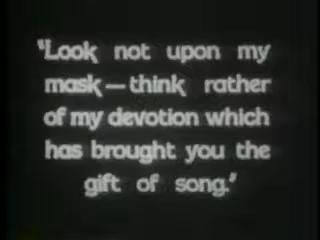 "Look not upon my
mask—think rather
of my devotion which
has brought you the
gift of song."